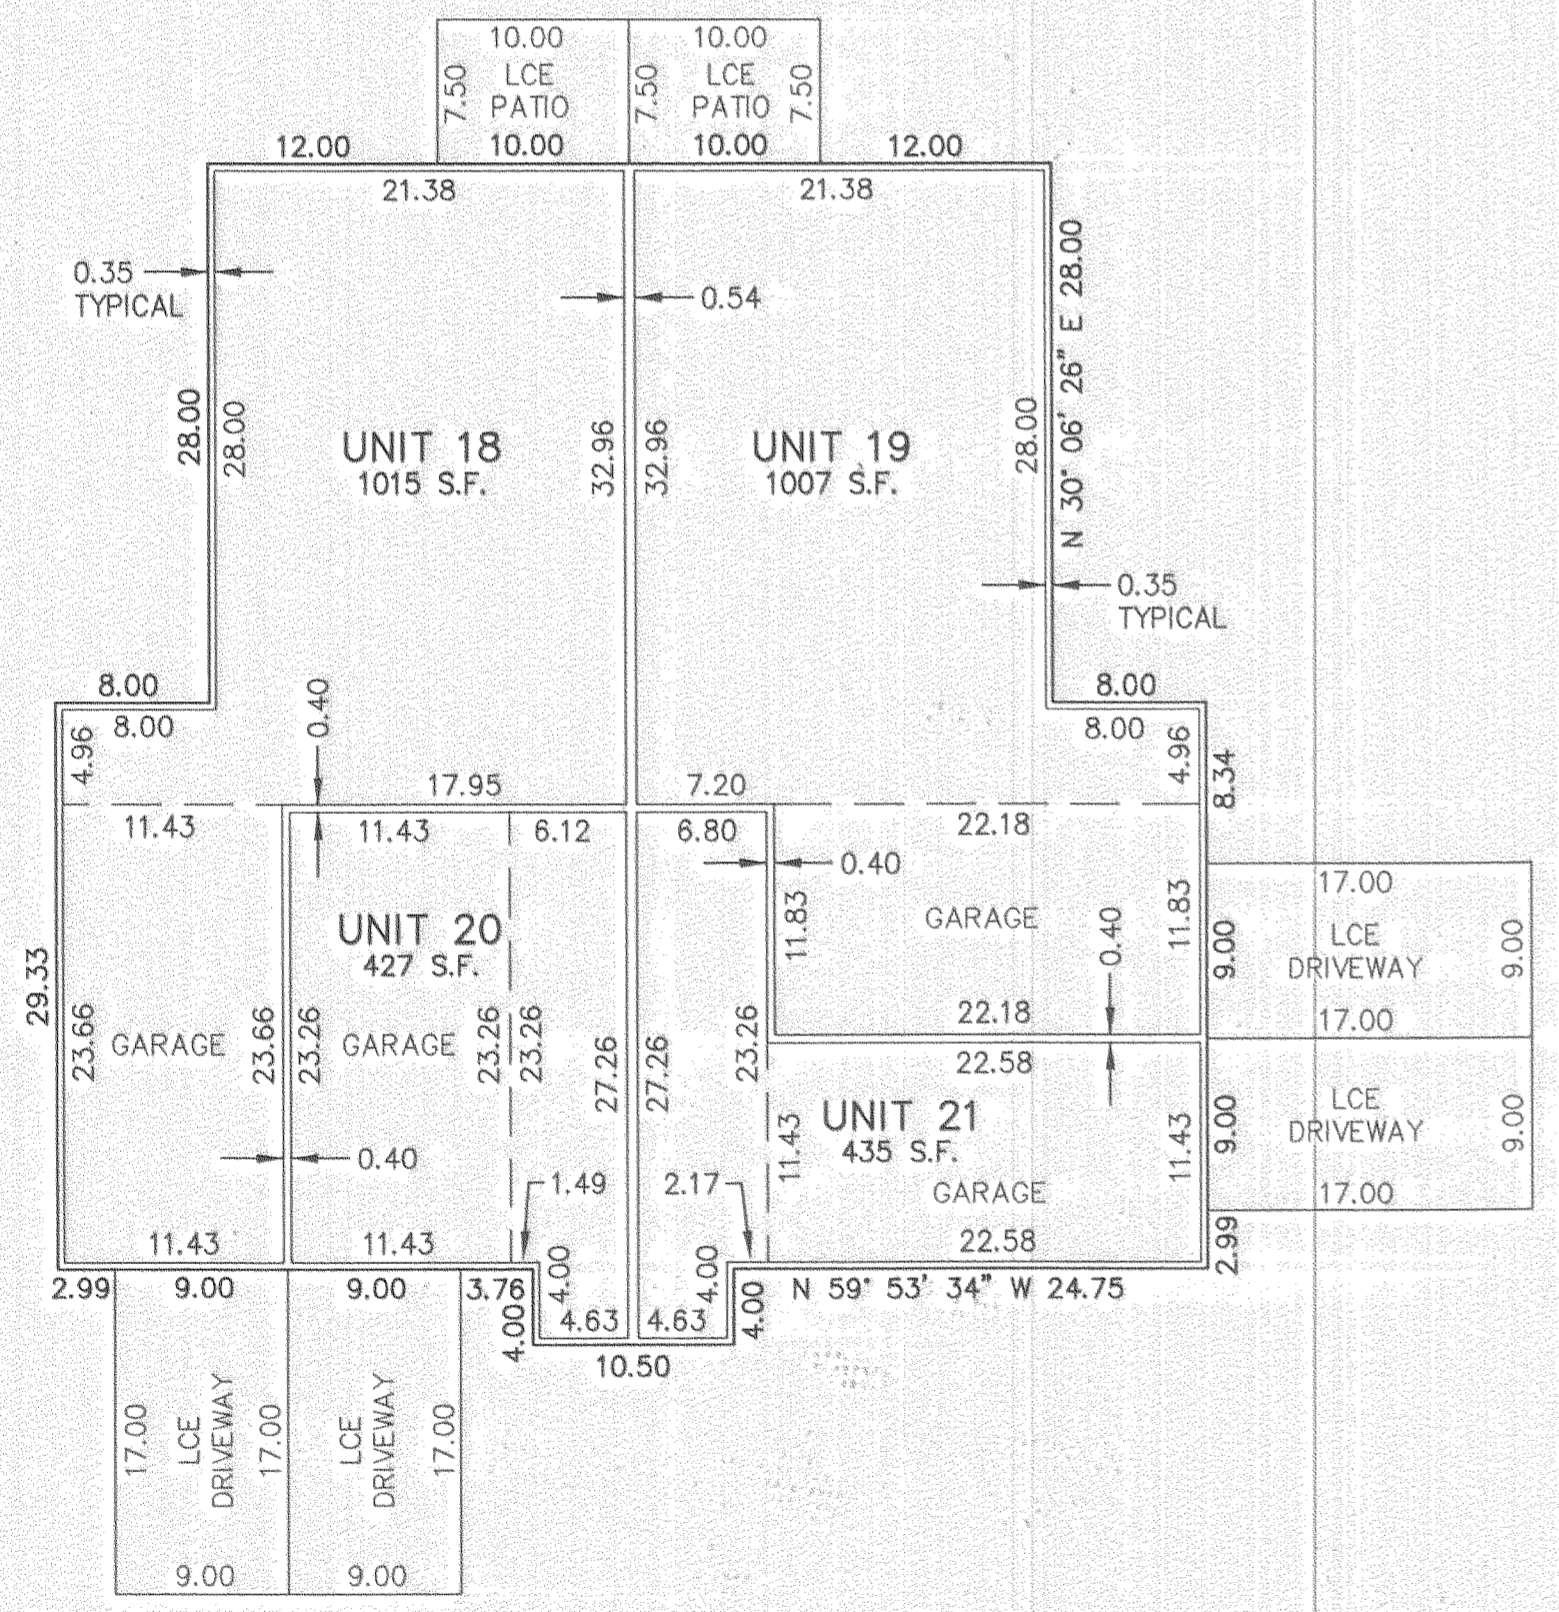 10.00
10.00
7.50
LCE
PATIO
7.50
LCE
PATIO
7.50
12.00
10.00
10.00
12.00
21.38
21.38
0.35
TYPICAL
0.54
N 30° 06' 26" E 28.00
28.00
28.00
UNIT 18
1015 S.F.
32.96
32.96
UNIT 19
1007 S.F.
28.00
0.35
TYPICAL
8.00
8.00
0.40
8.00
8.00
4.96
4.96
8.34
17.95
7.20
11.43
11.43
6.12
6.80
22.18
0.40
11.83
GARAGE
11.83
0.40
17.00
9.00
LCE
DRIVEWAY
9.00
UNIT 20
427 S.F.
29.33
23.66
GARAGE
23.66
23.26
GARAGE
23.26
23.26
27.26
27.26
23.26
22.18
17.00
22.58
UNIT 21
435 S.F.
11.43
11.43
9.00
LCE
DRIVEWAY
9.00
0.40
1.49
2.17
GARAGE
17.00
11.43
11.43
22.58
2.99
4.00
4.00
2.99
9.00
9.00
3.76
4.00
4.63
4.63
4.00
N 59° 53' 34" W 24.75
10.50
17.00
LCE
DRIVEWAY
17.00
LCE
DRIVEWAY
17.00
9.00
9.00